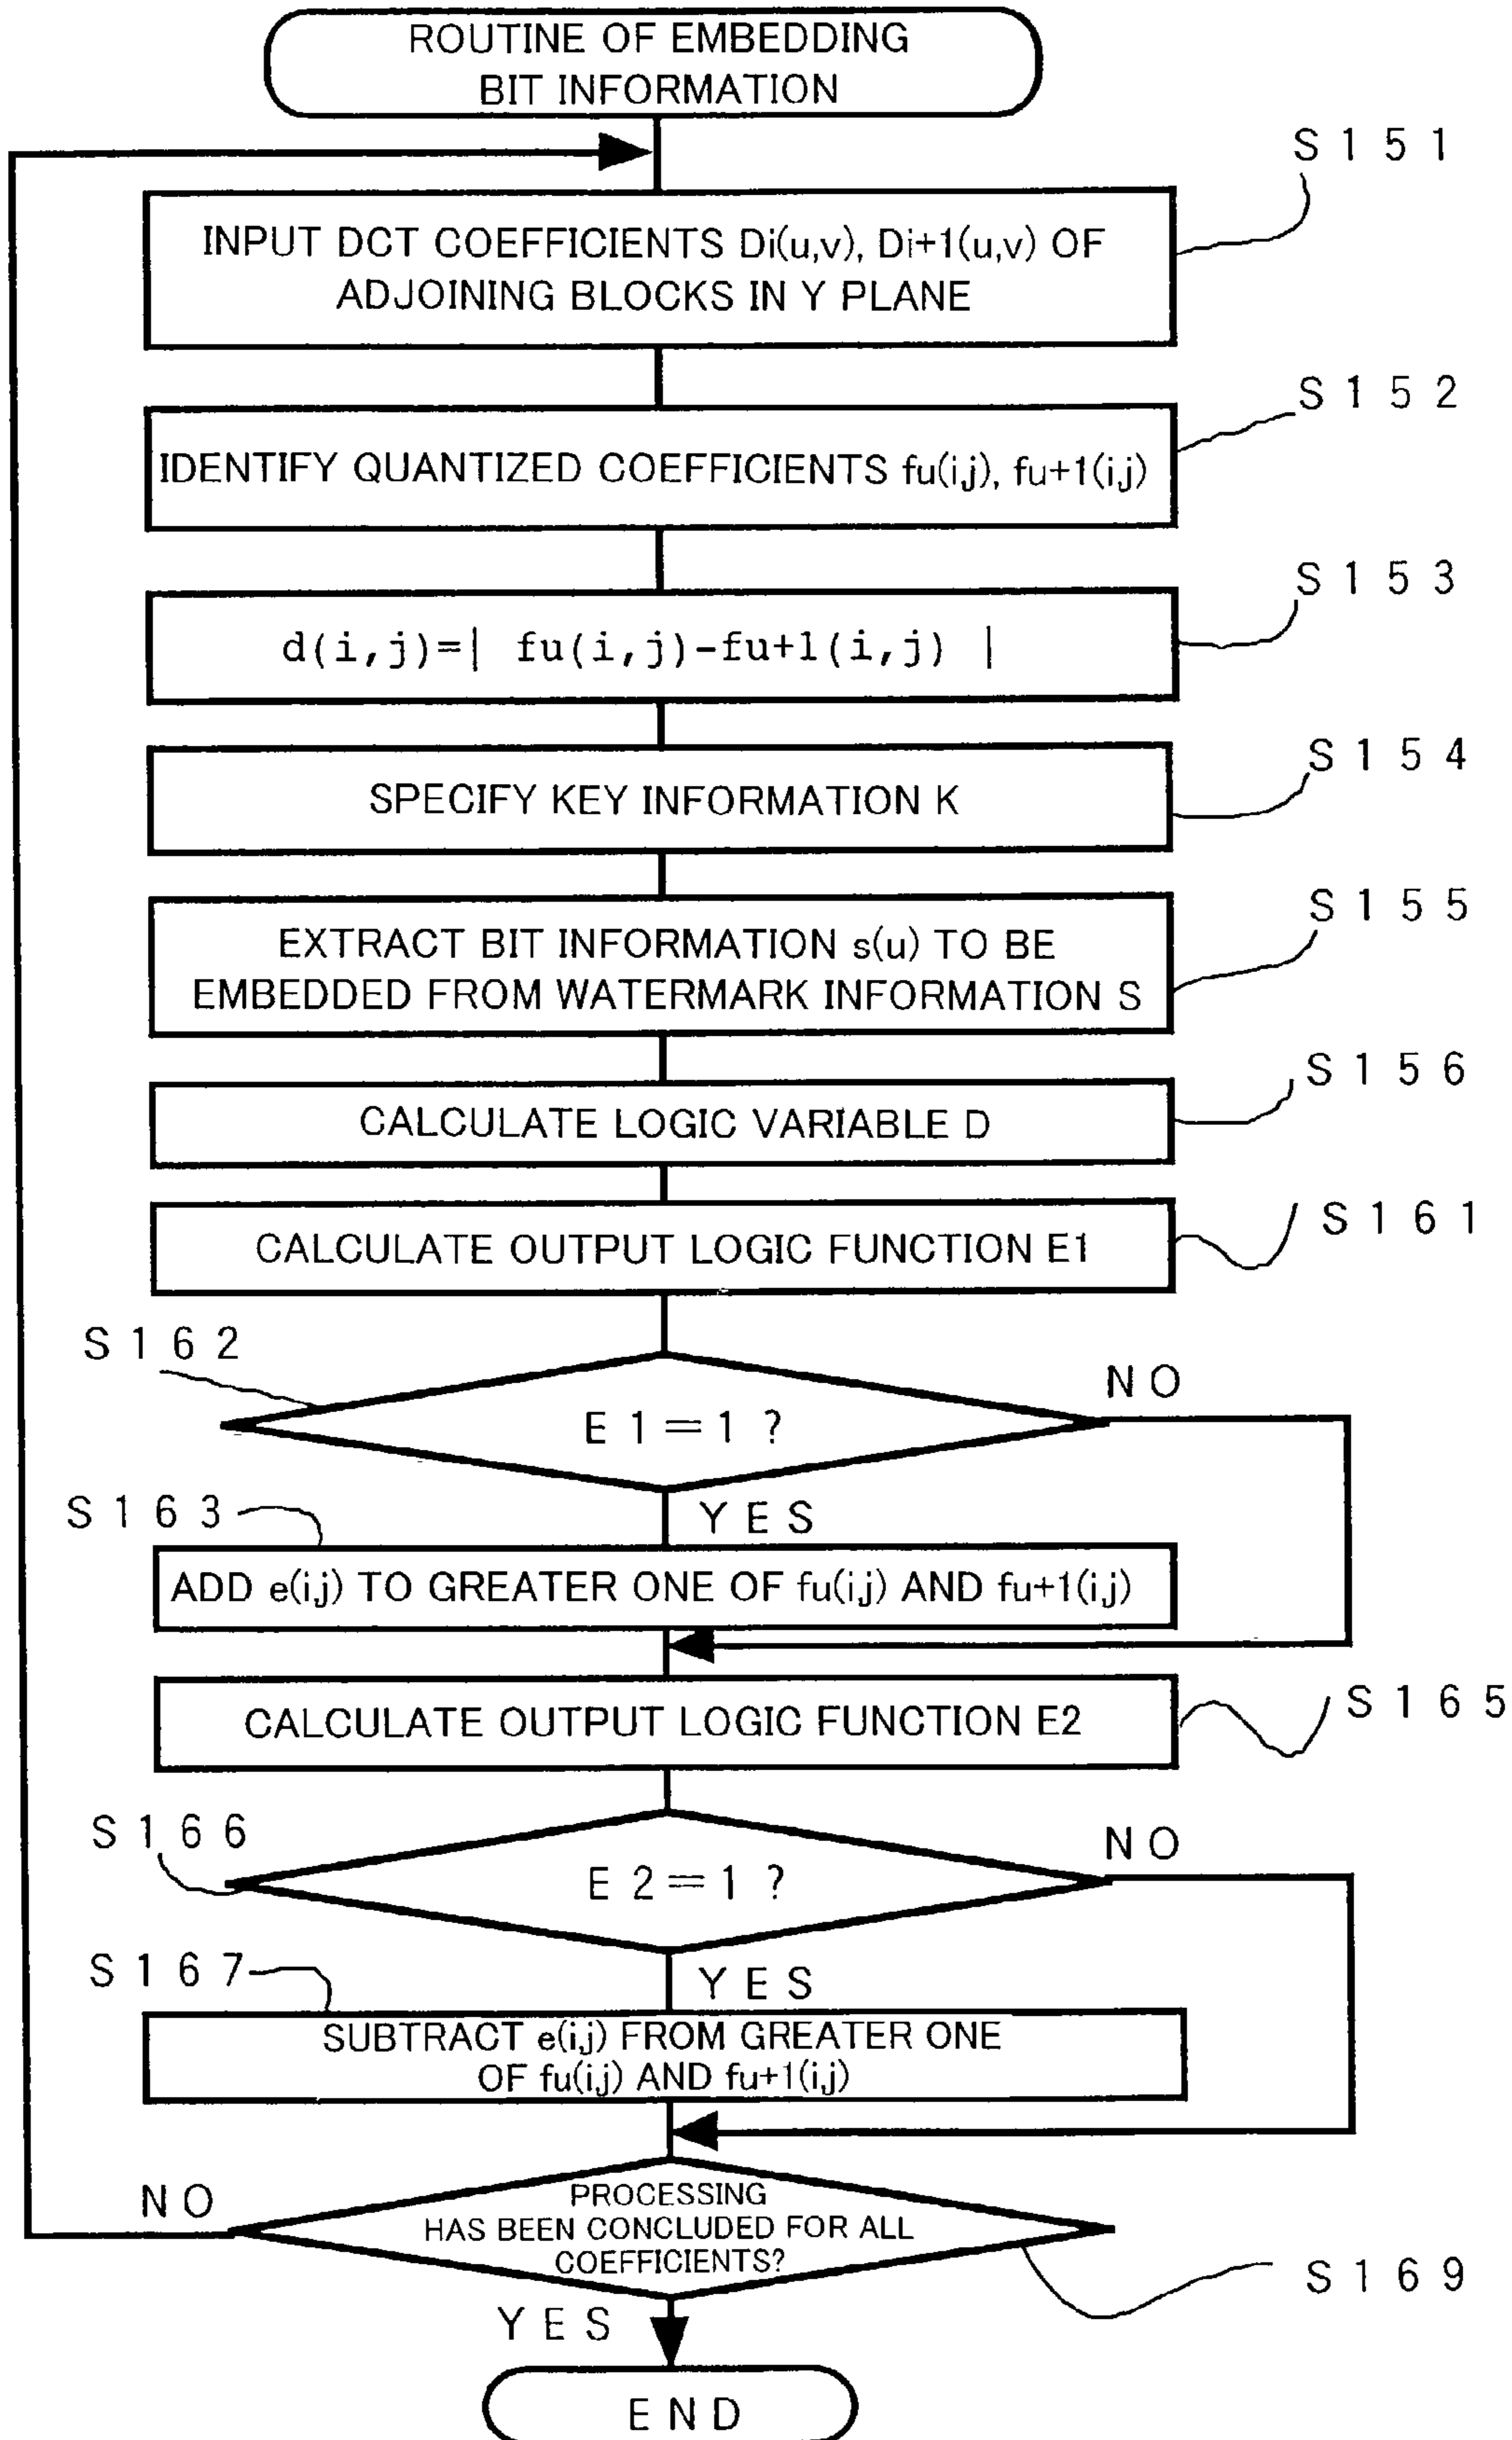 ROUTINE OF EMBEDDING
BIT INFORMATION
S151
INPUT DCT COEFFICIENTS Di(u,v), Di+1(u,v) OF
ADJOINING BLOCKS IN Y PLANE
S152
IDENTIFY QUANTIZED COEFFICIENTS fu(i,j), fu+1(i,j)
S153
d(i,j)=| fu(i,j)-fu+1(i,j) |
S154
SPECIFY KEY INFORMATION K
S155
EXTRACT BIT INFORMATION s(u) TO BE
EMBEDDED FROM WATERMARK INFORMATION S
S156
CALCULATE LOGIC VARIABLE D
S161
CALCULATE OUTPUT LOGIC FUNCTION E1
S162
NO
E1=1?
YES
S163
ADD e(i,j) TO GREATER ONE OF fu(i,j) AND fu+1(i,j)
S165
CALCULATE OUTPUT LOGIC FUNCTION E2
S166
NO
E2=1?
YES
S167
SUBTRACT e(i,j) FROM GREATER ONE
OF fu(i,j) AND fu+1(i,j)
NO
PROCESSING
HAS BEEN CONCLUDED FOR ALL
COEFFICIENTS?
S169
YES
END